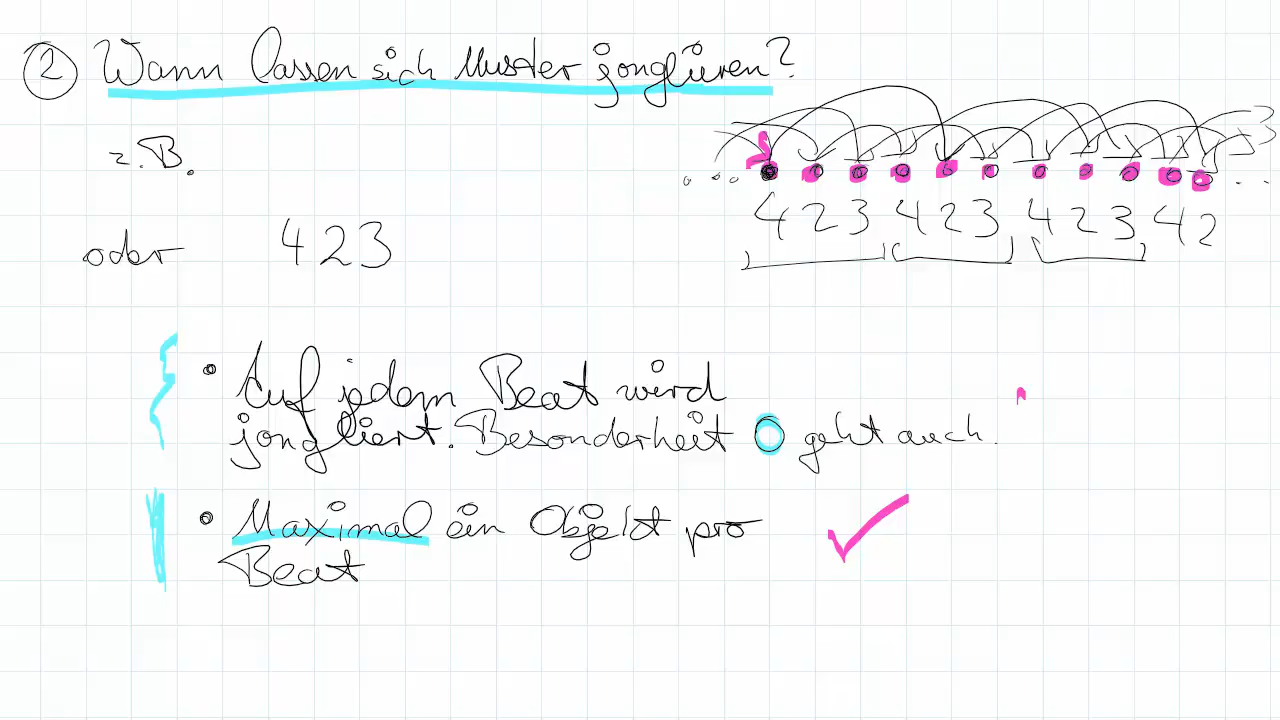 ② Wann lassen sich Muster jonglieren?
z.B.
4 2 3 4 2 3 4 2 3 4 2
oder 423
• Auf jedem Beat wird
jongliert. Besonderheit 0 geht auch.
• Maximal ein Objekt pro
Beat